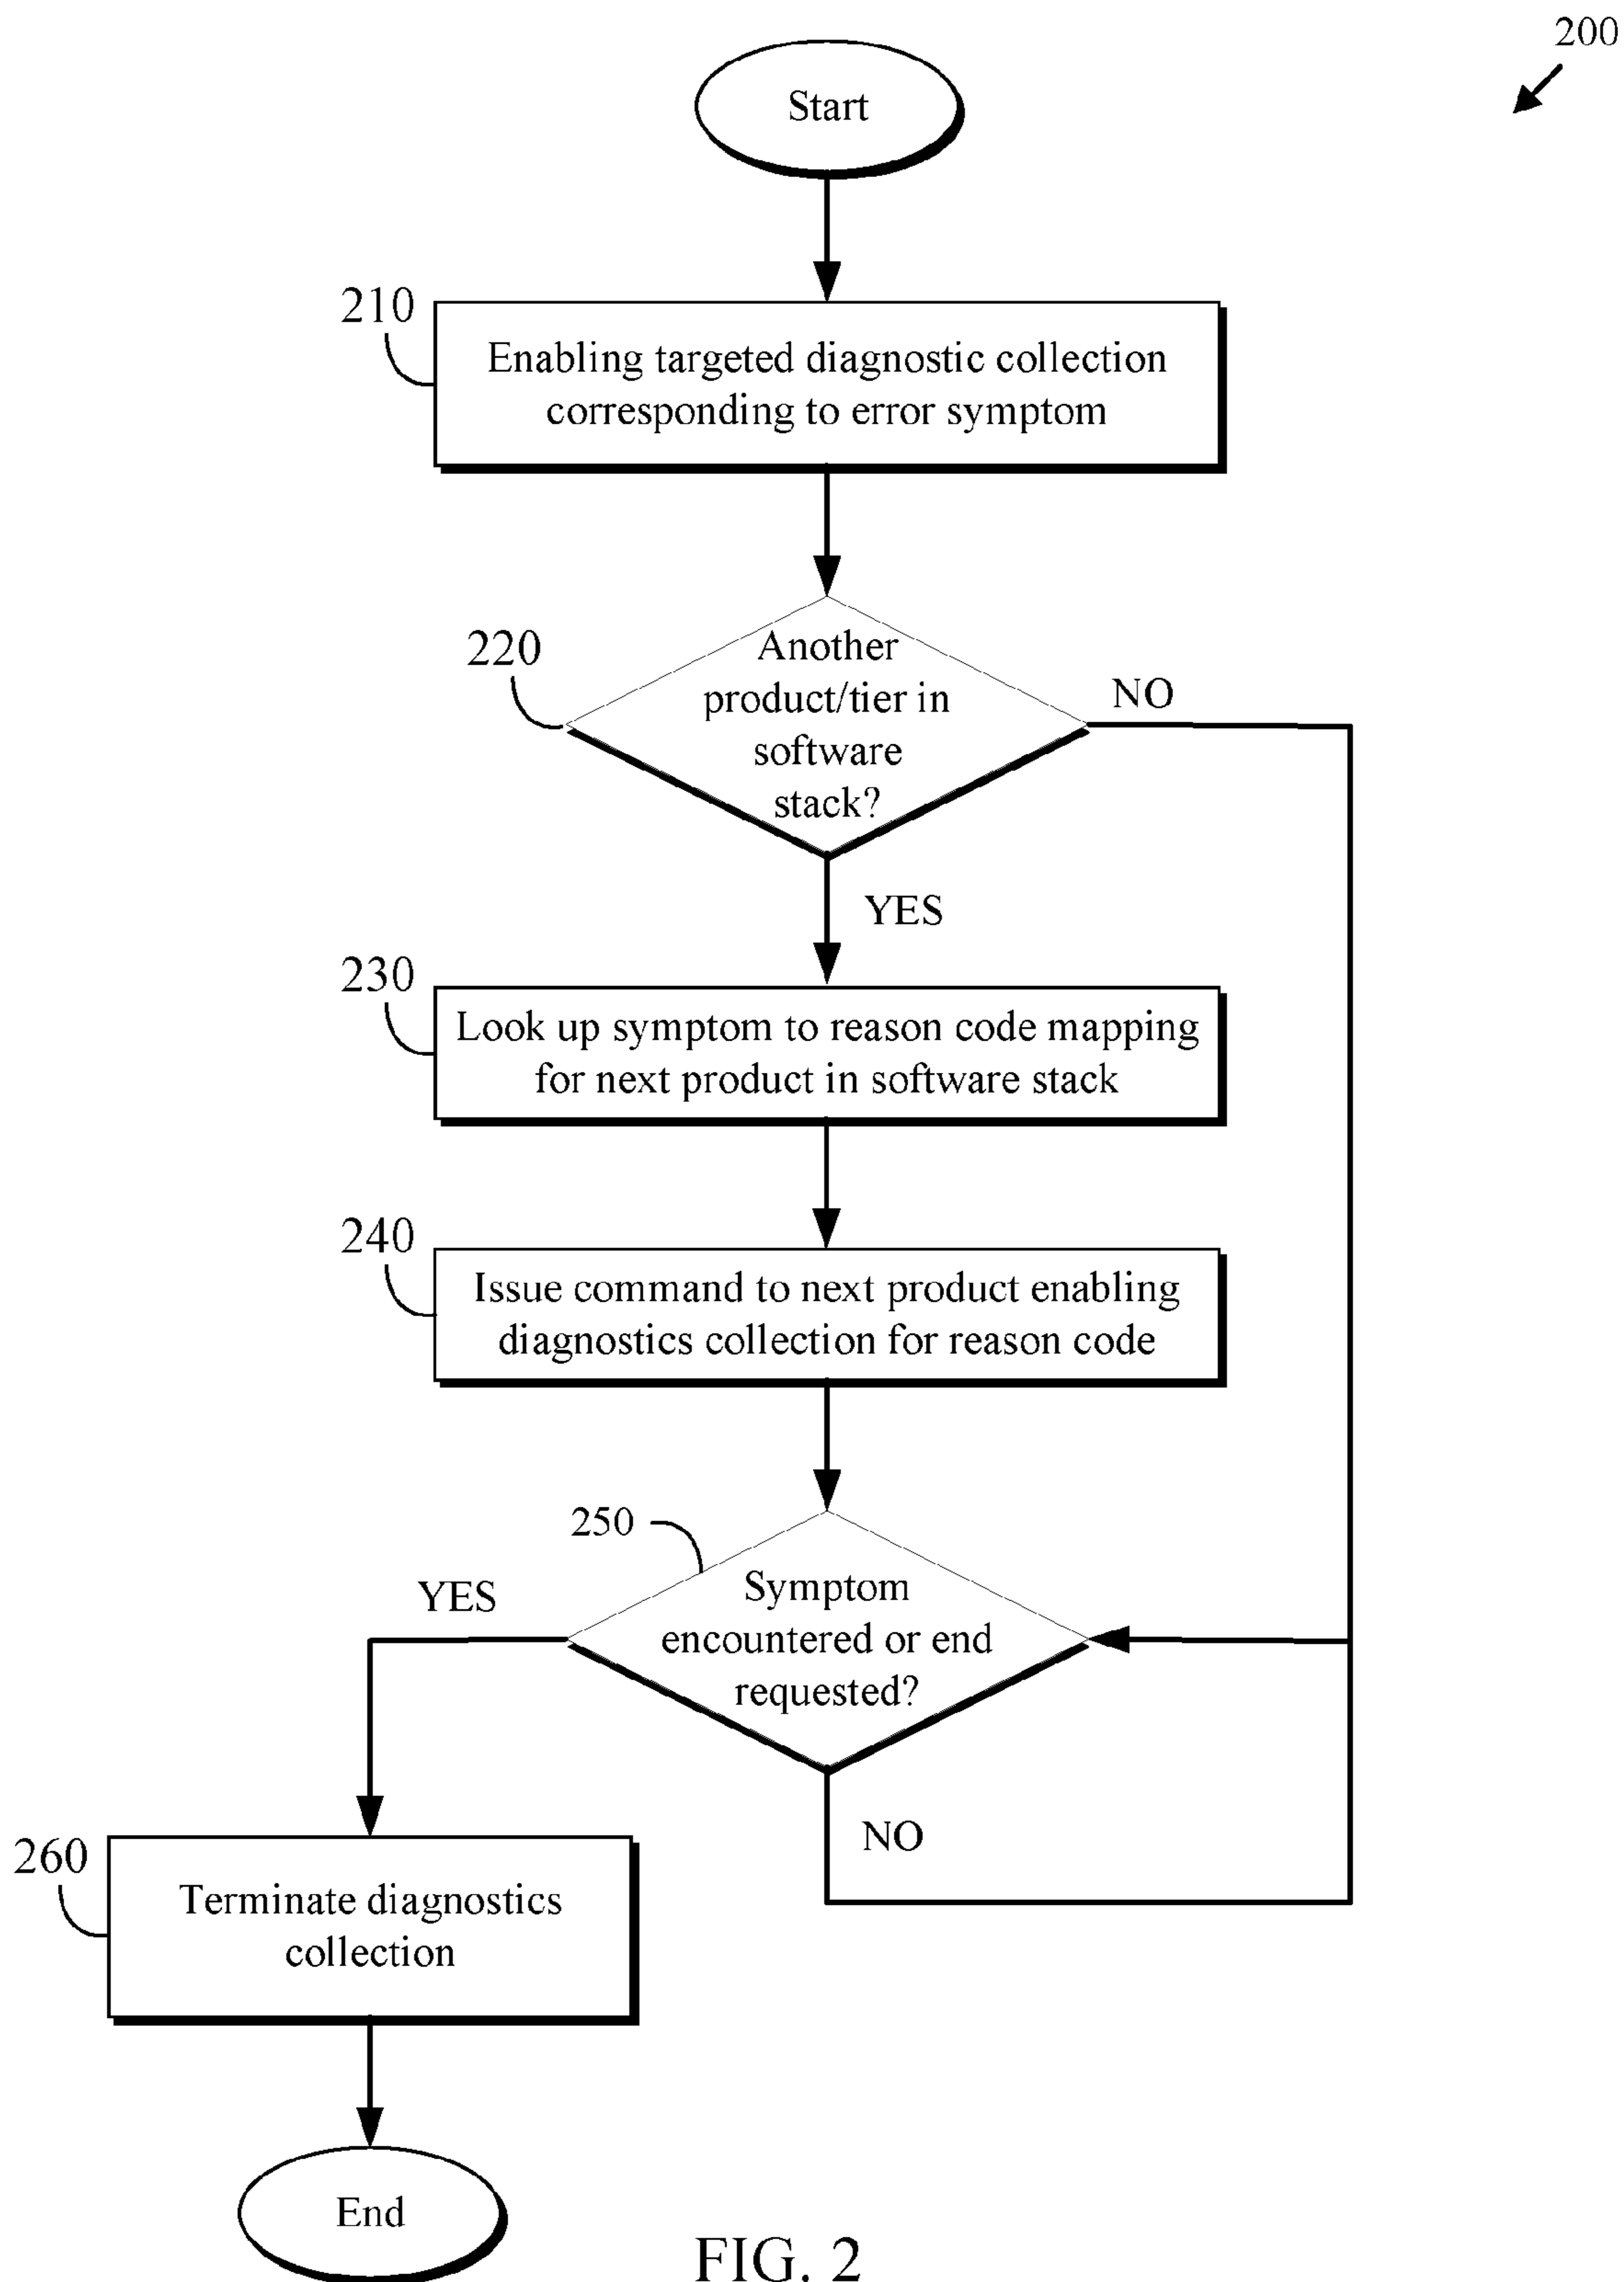 200
Start
210
Enabling targeted diagnostic collection
corresponding to error symptom
220
Another
product/tier in
software
stack?
NO
YES
230
Look up symptom to reason code mapping
for next product in software stack
240
Issue command to next product enabling
diagnostics collection for reason code
250
Symptom
encountered or end
requested?
YES
NO
260
Terminate diagnostics
collection
End
FIG. 2